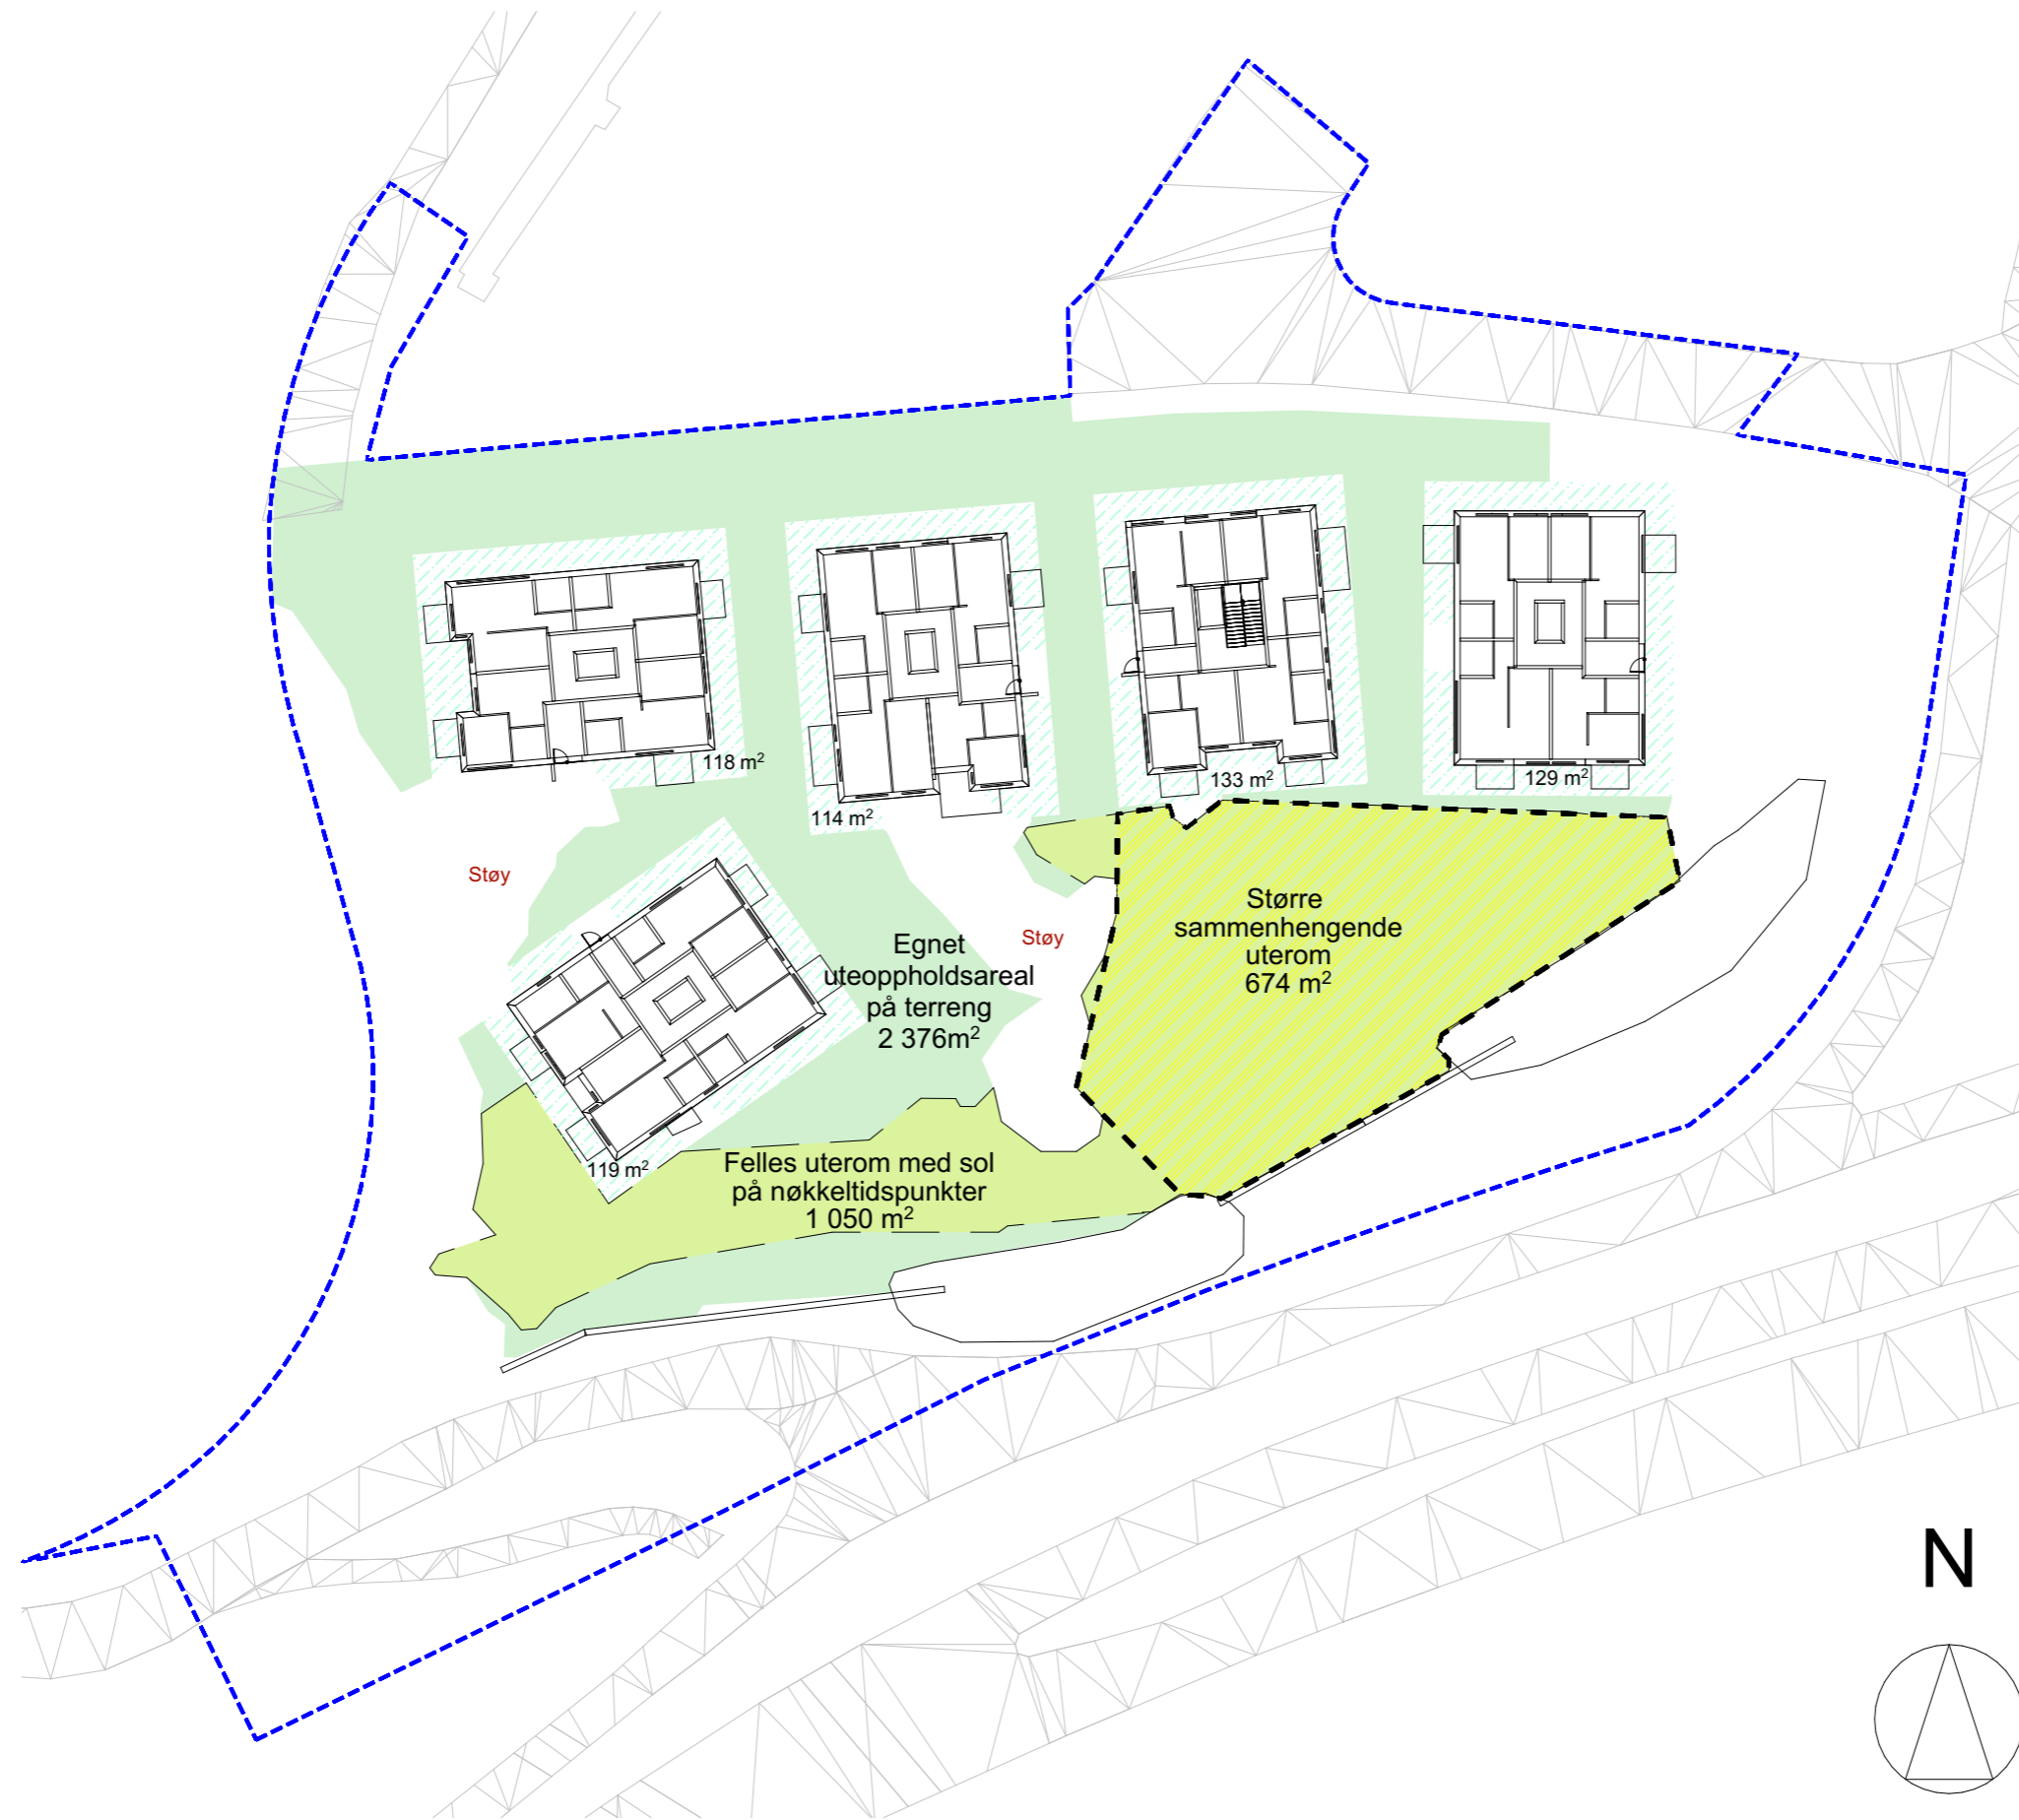 118 m²
133 m²
129 m²
114 m²
Støy
Større
sammenhengende
uterom
674 m²
Støy
Egnet
uteoppholdsareal
på terreng
2 376m²
119 m²
Felles uterom med sol
på nøkkeltidspunkter
1 050 m²
N